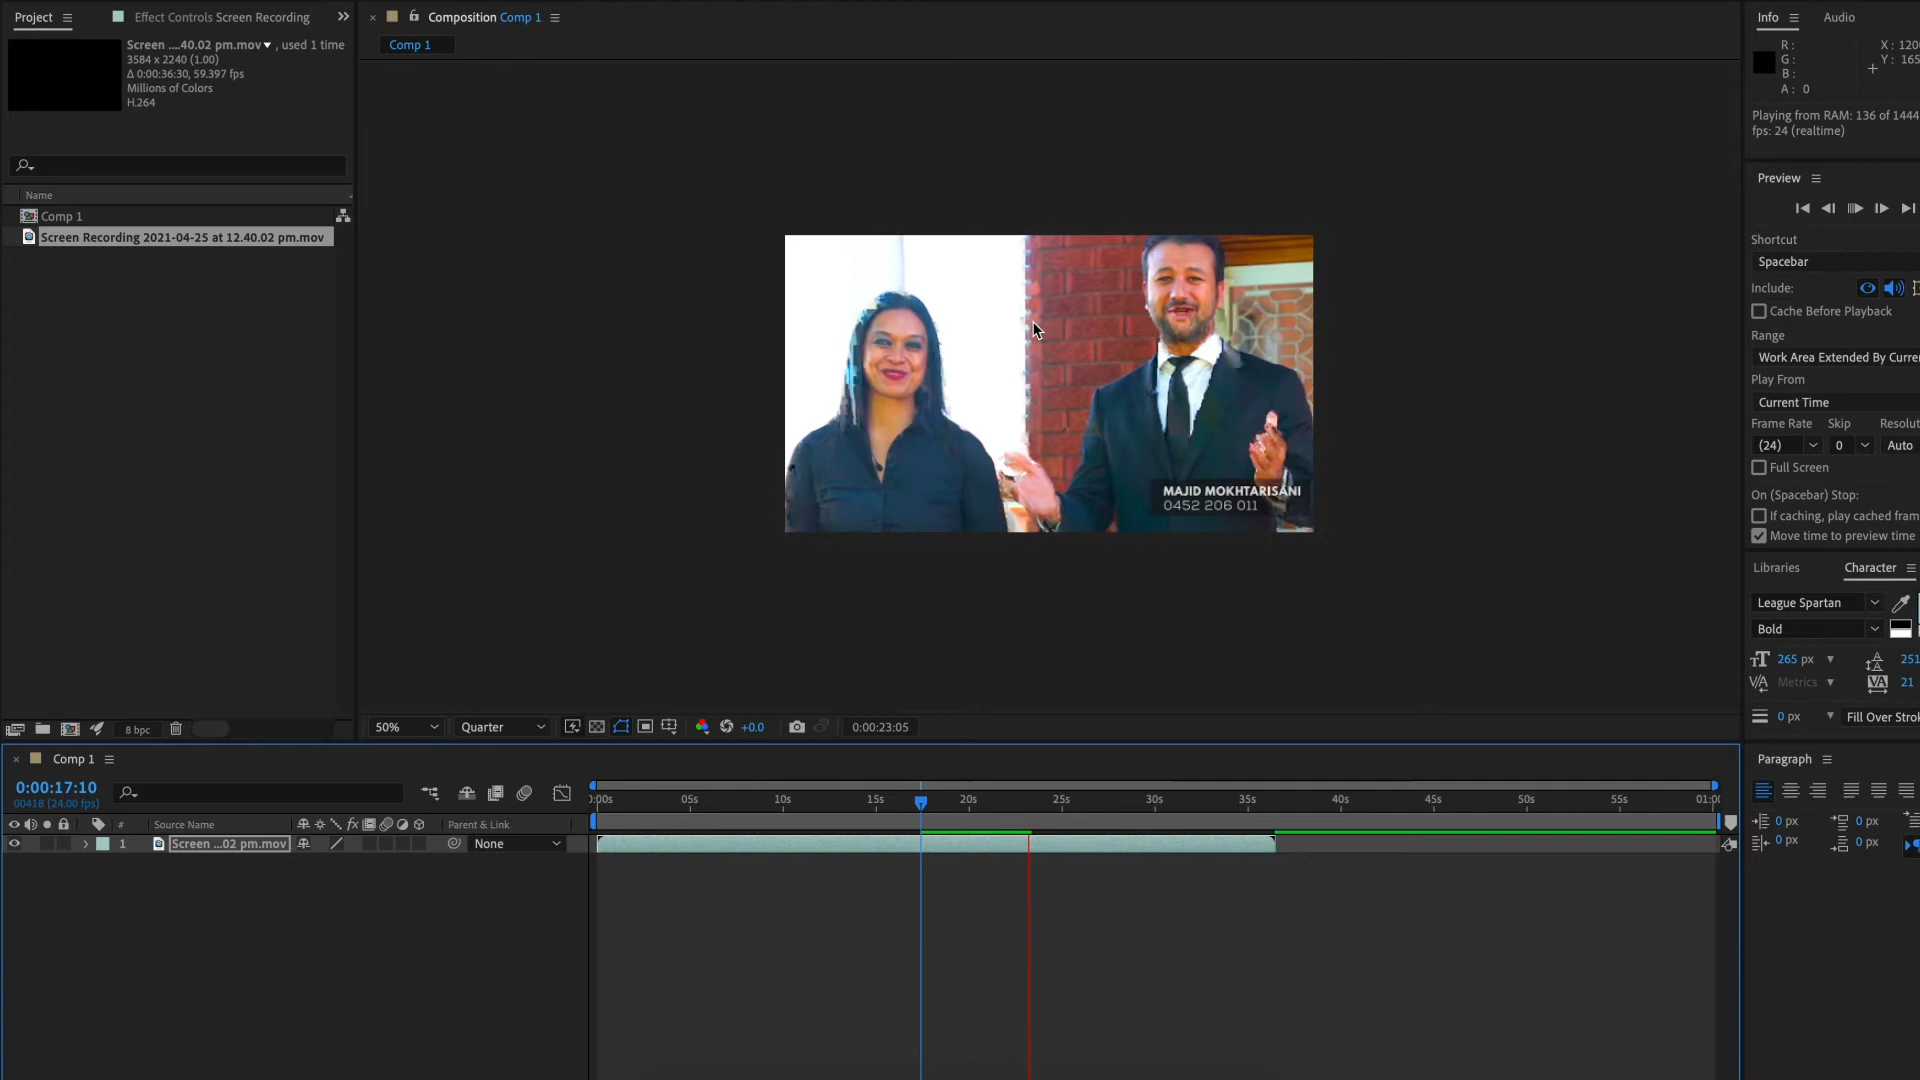 Project
Effect Controls Screen Recording
Screen ....40.02 pm.mov▼, used 1 time
3584 x 2240 (1.00)
Δ 0:00:36:30, 59.397 fps
Millions of Colors
H.264
Name
Comp 1
Screen Recording 2021-04-25 at 12.40.02 pm.mov
8 bpc
Composition Comp 1
Comp 1
MAJID MOKHTARISANI
0452 206 011
50%
Quarter
+0.0
0:00:23:05
Info
Audio
R:
G:
B:
A: 0
X: 120
Y: 165
Playing from RAM: 136 of 1444
fps: 24 (realtime)
Preview
Shortcut
Spacebar
Include:
Cache Before Playback
Range
Work Area Extended By Curre
Play From
Current Time
Frame Rate
Skip
Resolut
(24)
0
Auto
Full Screen
On (Spacebar) Stop:
If caching, play cached fram
Move time to preview time
Libraries
Character
League Spartan
Bold
265 px
251
Metrics
21
0 px
Fill Over Strok
Paragraph
0 px
0 px
0 px
0 px
Comp 1
0:00:17:10
00418 (24.00 fps)
:00s 05s 10s 15s 20s 25s 30s 35s 40s 45s 50s 55s 01:0
# Source Name
fx
Parent & Link
1
Screen ...02 pm.mov
None